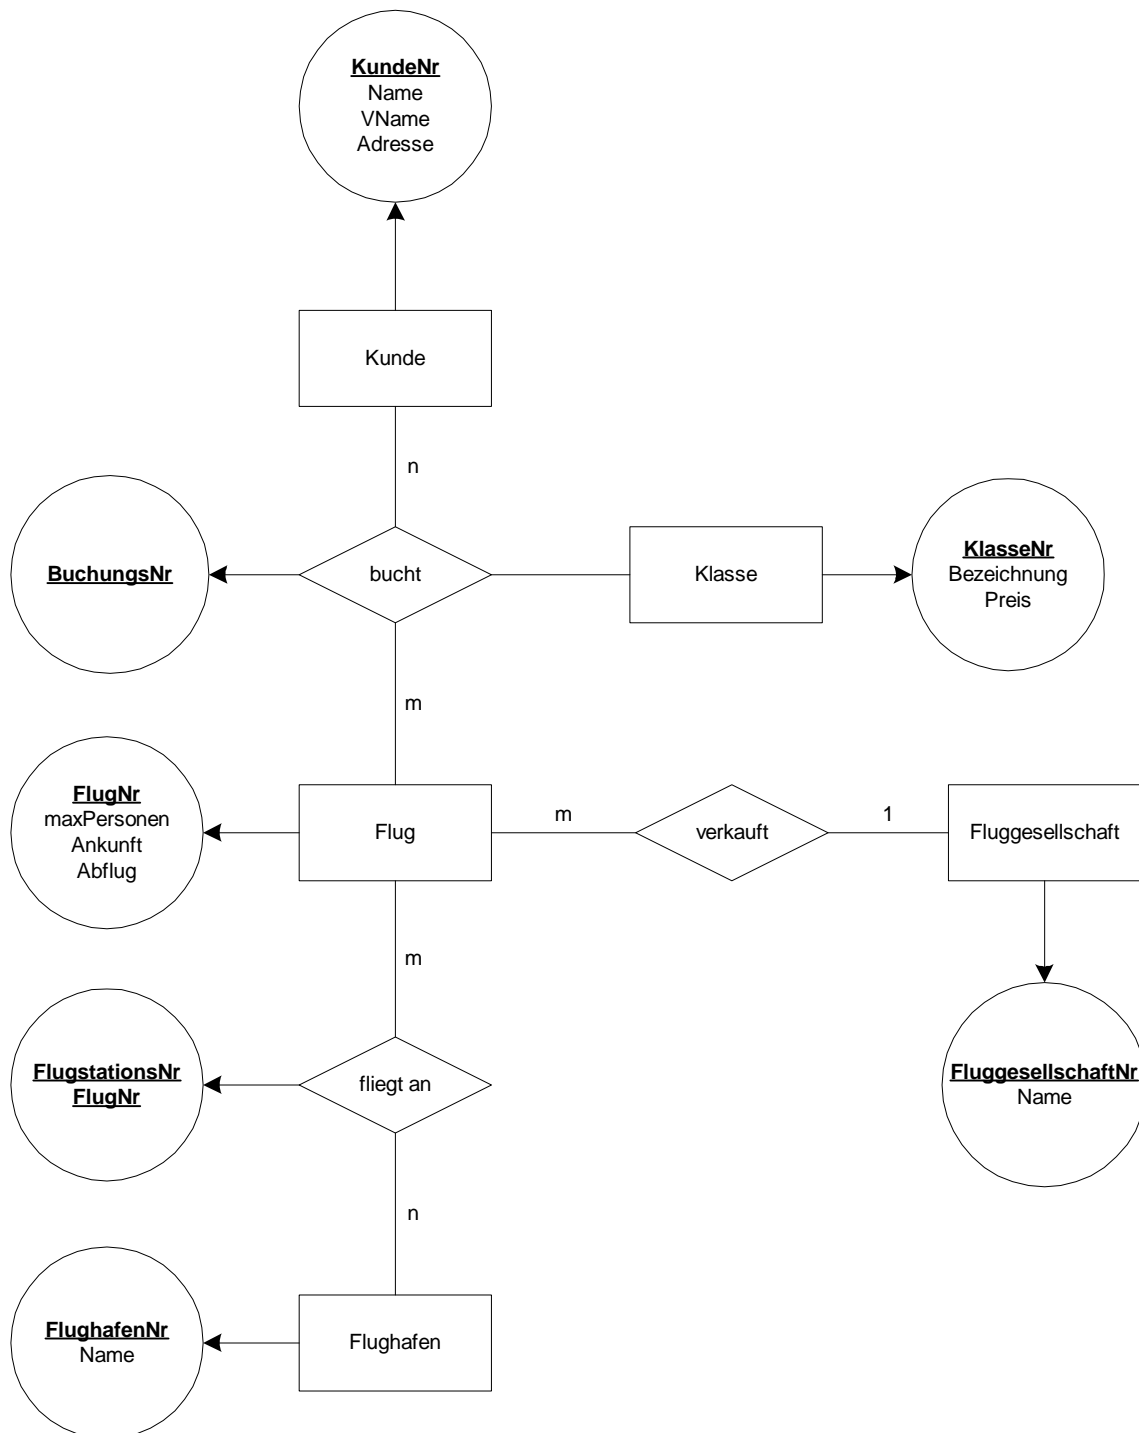 KundeNr
Name
VName
Adresse
Kunde
n
BuchungsNr
bucht
Klasse
KlasseNr
Bezeichnung
Preis
m
FlugNr
maxPersonen
Ankunft
Abflug
Flug
m
verkauft
1
Fluggesellschaft
m
FlugstationsNr
FlugNr
fliegt an
FluggesellschaftNr
Name
n
FlughafenNr
Name
Flughafen